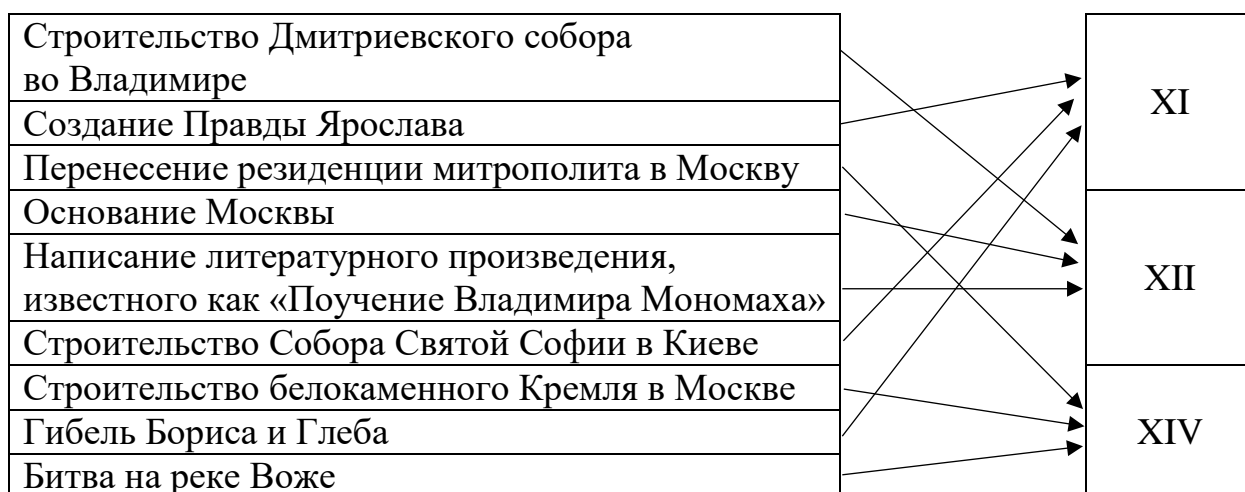 Строительство Дмитриевского собора
во Владимире
Создание Правды Ярослава
Перенесение резиденции митрополита в Москву
Основание Москвы
Написание литературного произведения,
известного как «Поучение Владимира Мономаха»
Строительство Собора Святой Софии в Киеве
Строительство белокаменного Кремля в Москве
Гибель Бориса и Глеба
Битва на реке Воже
XI
XII
XIV